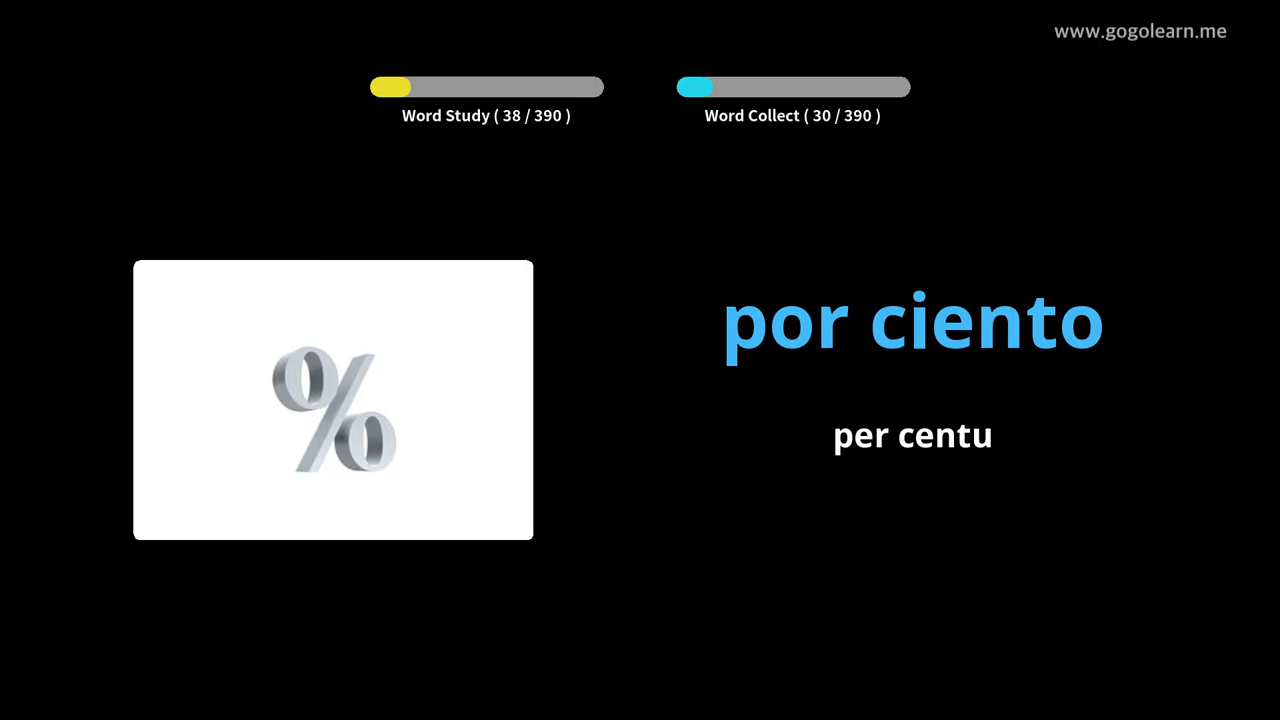 www.gogolearn.me
Word Study ( 38 / 390 )
Word Collect ( 30 / 390 )
%
por ciento
per centu